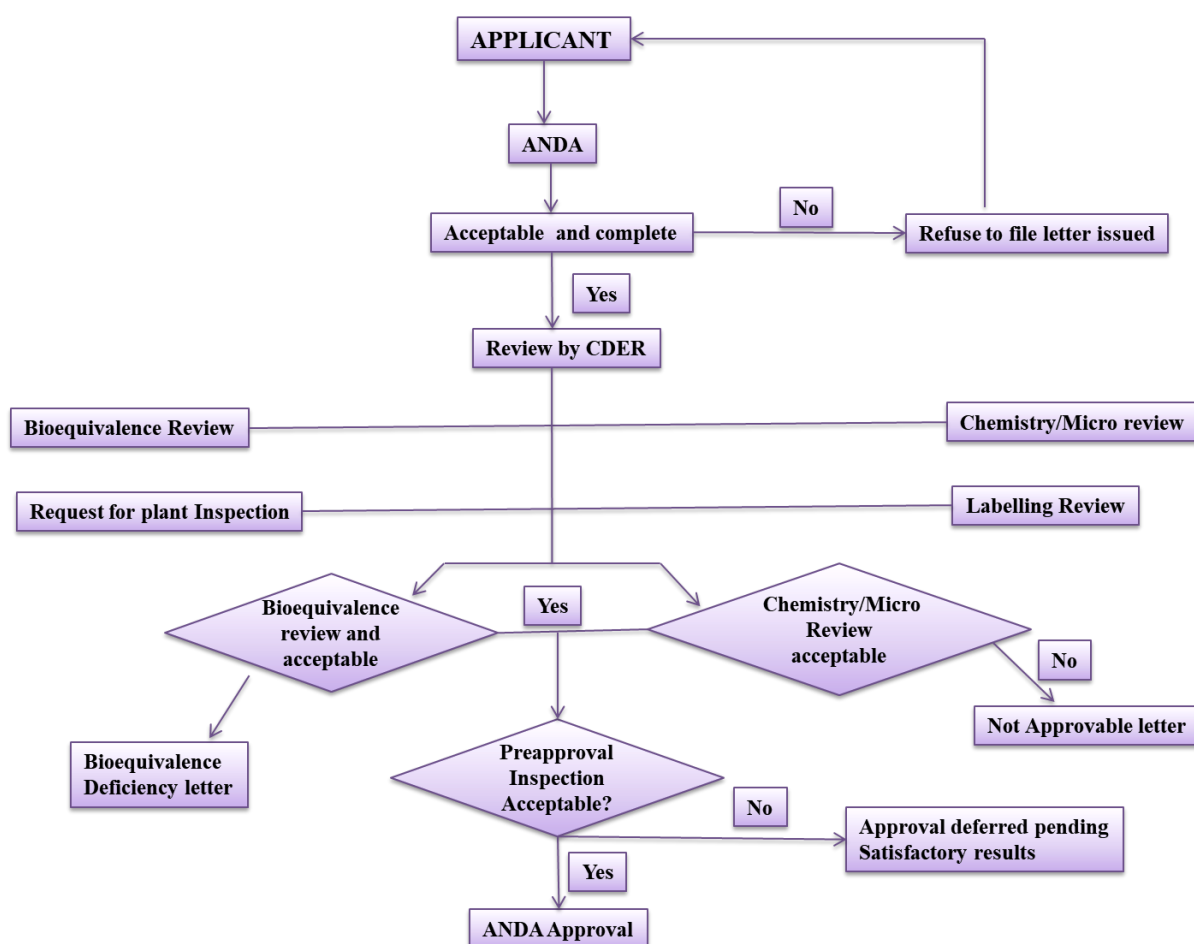 APPLICANT
ANDA
No
Acceptable and complete
Refuse to file letter issued
Yes
Review by CDER
Bioequivalence Review
Chemistry/Micro review
Request for plant Inspection
Labelling Review
Bioequivalence
review and
acceptable
Yes
Chemistry/Micro
Review
acceptable
No
Not Approvable letter
Bioequivalence
Deficiency letter
Preapproval
Inspection
Acceptable?
No
Approval deferred pending
Satisfactory results
Yes
ANDA Approval